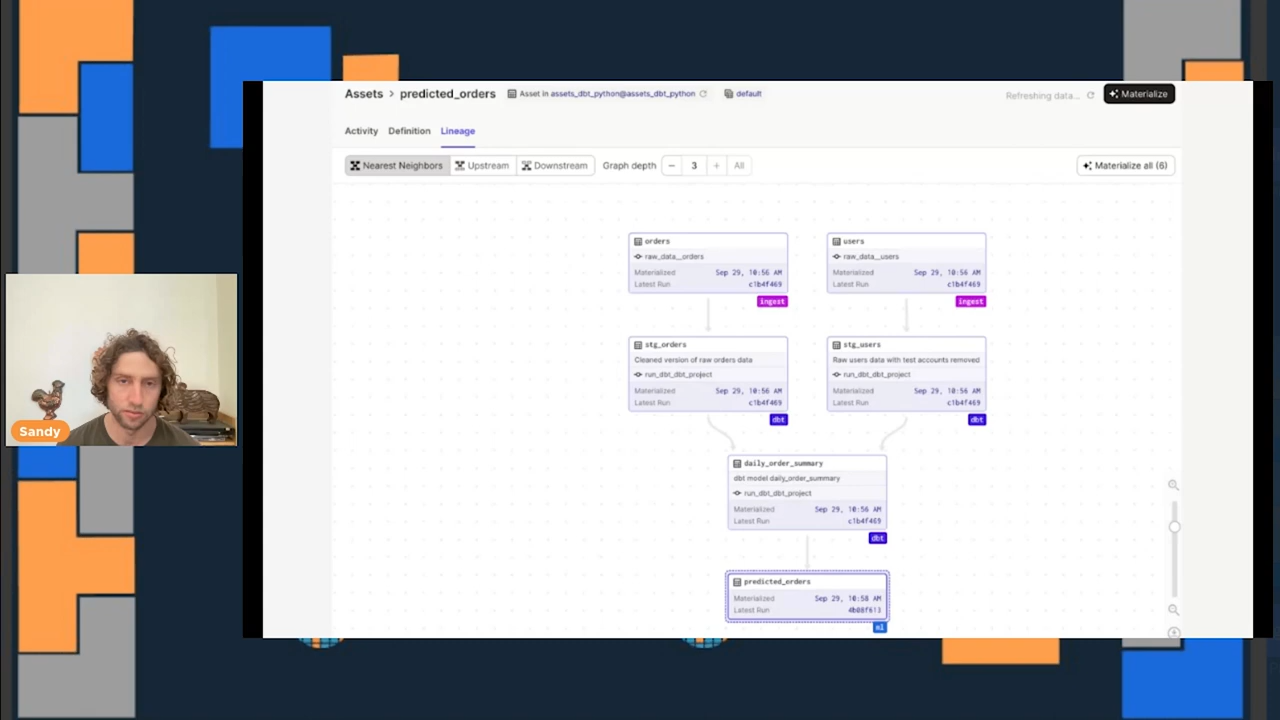 Assets > predicted_orders Asset in assets_dbt_python@assets_dbt_python default Refreshing data... Materialize
Activity Definition Lineage
Nearest Neighbors Upstream Downstream Graph depth − 3 + All Materialize all (6)
orders
raw_data__orders
Materialized Sep 29, 10:56 AM
Latest Run c1b4f469
ingest
users
raw_data__users
Materialized Sep 29, 10:56 AM
Latest Run c1b4f469
ingest
stg_orders
Cleaned version of raw orders data
run_dbt_dbt_project
Materialized Sep 29, 10:56 AM
Latest Run c1b4f469
dbt
stg_users
Raw users data with test accounts removed
run_dbt_dbt_project
Materialized Sep 29, 10:56 AM
Latest Run c1b4f469
dbt
daily_order_summary
dbt model daily_order_summary
run_dbt_dbt_project
Materialized Sep 29, 10:56 AM
Latest Run c1b4f469
dbt
predicted_orders
Materialized Sep 29, 10:58 AM
Latest Run 4b08f613
ml
Sandy